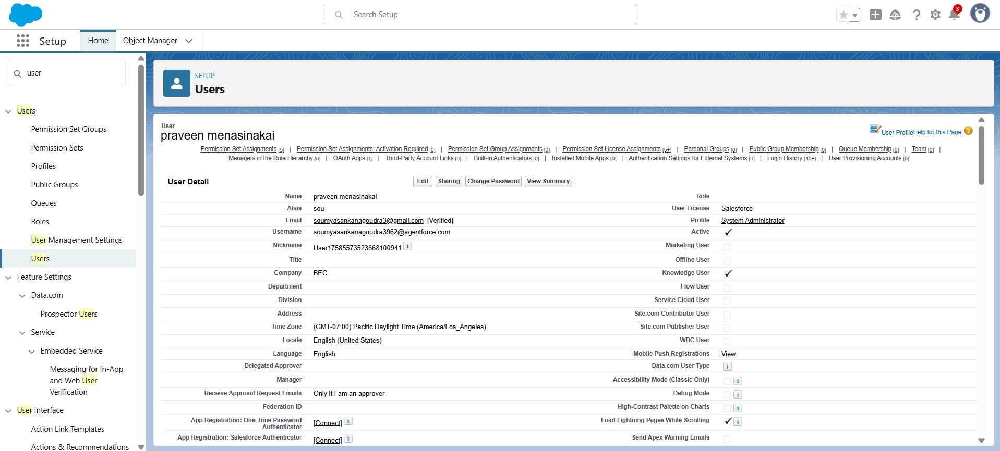 Search Setup
3
Setup
Home
Object Manager
user
Users
Permission Set Groups
Permission Sets
Profiles
Public Groups
Queues
Roles
User Management Settings
Users
Feature Settings
Data.com
Prospector Users
Service
Embedded Service
Messaging for In-App
and Web User
Verification
User Interface
Action Link Templates
Actions & Recommendations
SETUP
Users
User
praveen menasinakai
User Profile Help for this Page ?
Permission Set Assignments [5] | Permission Set Assignments: Activation Required [0] | Permission Set Group Assignments [0] | Permission Set License Assignments [5+] | Personal Groups [0] | Public Group Membership [0] | Queue Membership [0] | Team [0] |
Managers in the Role Hierarchy [0] | OAuth Apps [1] | Third-Party Account Links [0] | Built-in Authenticators [0] | Installed Mobile Apps [0] | Authentication Settings for External Systems [0] | Login History [10+] | User Provisioning Accounts [0]
User Detail
Edit Sharing Change Password View Summary
Name praveen menasinakai Role
Alias sou User License Salesforce
Email soumyasankanagoudra3@gmail.com [Verified] Profile System Administrator
Username soumyasankanagoudra3962@agentforce.com Active
Nickname User17585573523668100941 i Marketing User
Title Offline User
Company BEC Knowledge User
Department Flow User
Division Service Cloud User
Address Site.com Contributor User
Time Zone (GMT-07:00) Pacific Daylight Time (America/Los_Angeles) Site.com Publisher User
Locale English (United States) WDC User
Language English Mobile Push Registrations View
Delegated Approver Data.com User Type i
Manager Accessibility Mode (Classic Only) i
Receive Approval Request Emails Only if I am an approver Debug Mode i
Federation ID High-Contrast Palette on Charts i
App Registration: One-Time Password
Authenticator [Connect] i Load Lightning Pages While Scrolling i
App Registration: Salesforce Authenticator [Connect] i Send Apex Warning Emails